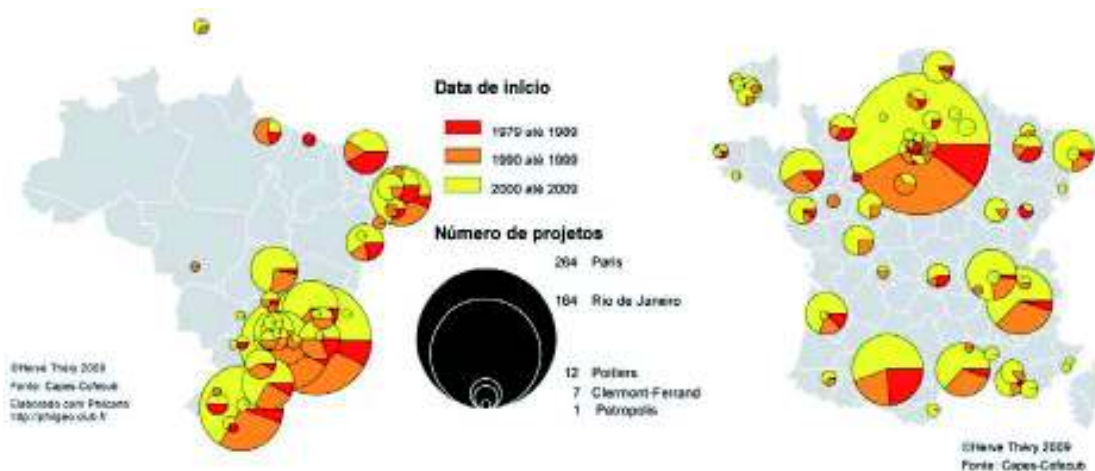 Data de início
1979 até 1989
1990 até 1999
2000 até 2009
Número de projetos
264 Paris
164 Rio de Janeiro
12 Poitiers
7 Clermont-Ferrand
1 Petropolis
©Hervé Théry 2009
Fonte: Capes-Cofecub
Elaborado com Philcarto
http://philgeo.club.fr
©Hervé Théry 2009
Fonte: Capes-Cofecub